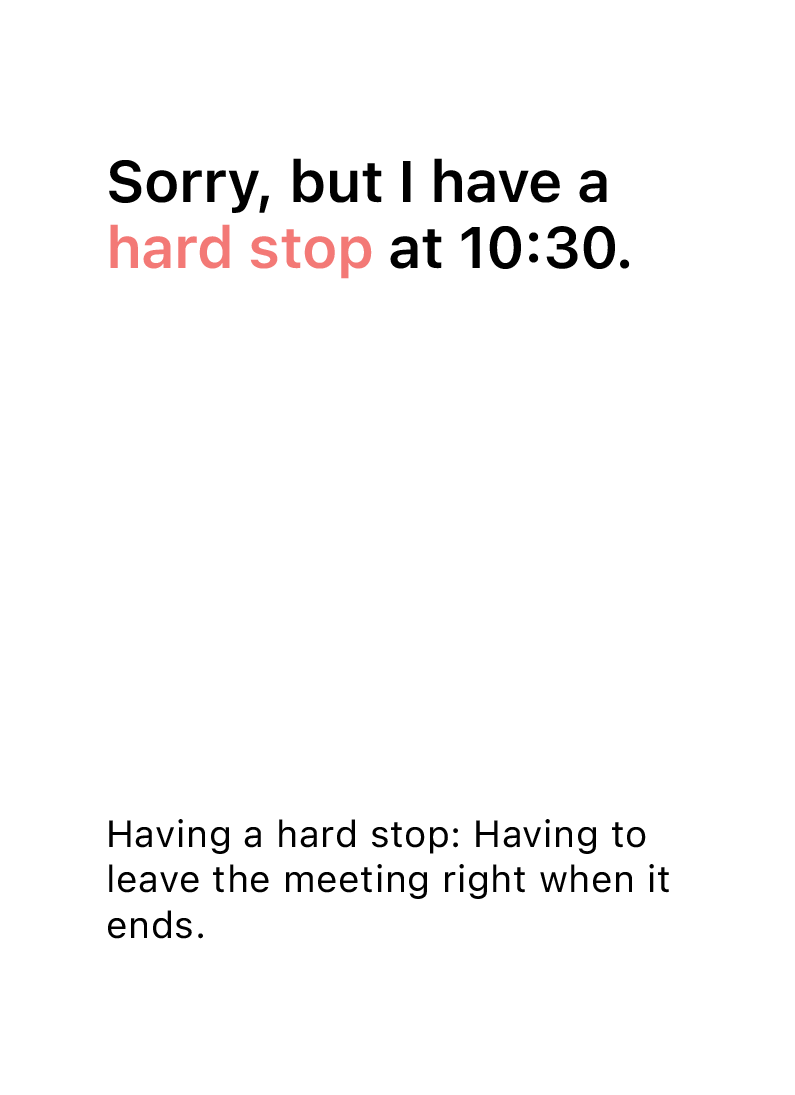 Sorry, but I have a
hard stop at 10:30.
Having a hard stop: Having to
leave the meeting right when it
ends.